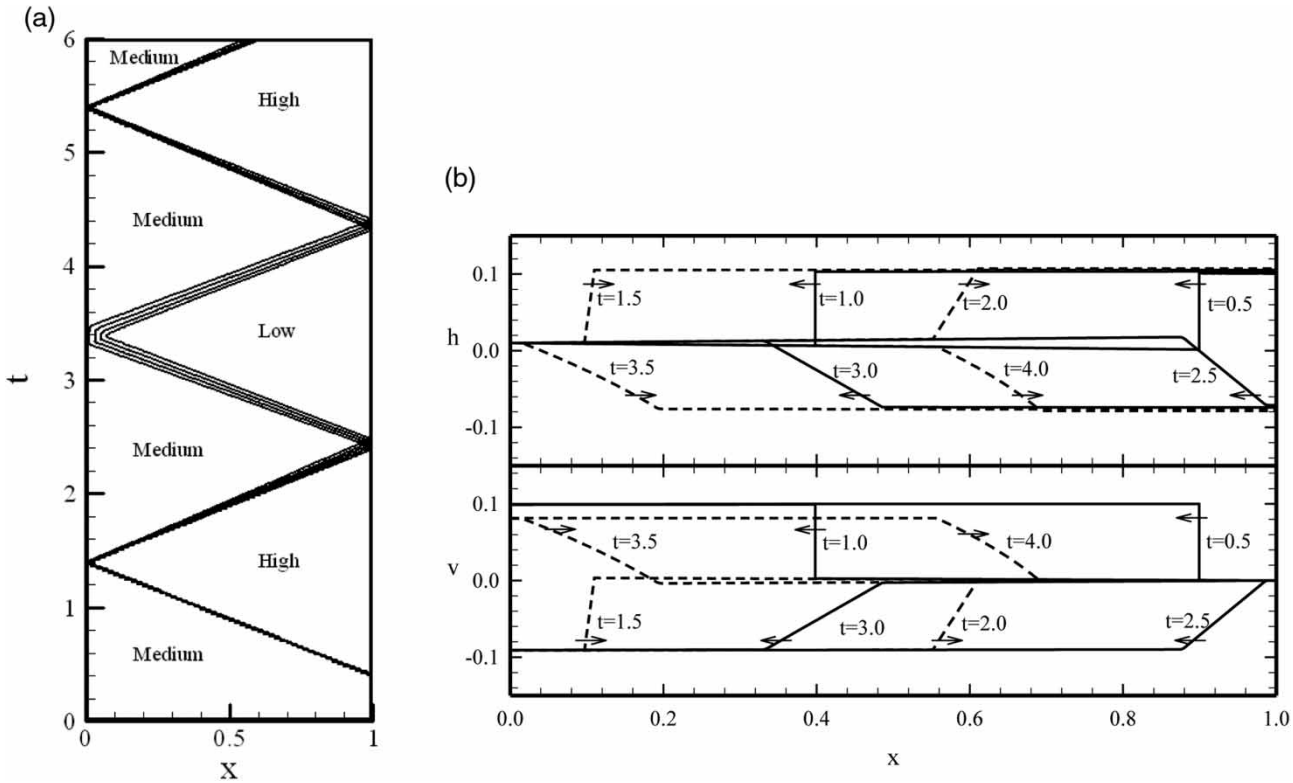 (a)
6
Medium
High
5
Medium
4
Low
t
3
Medium
2
High
1
Medium
0
0
0.5
1
x
(b)
0.1
t=1.5
t=1.0
t=2.0
t=0.5
h
0.0
t=3.5
t=3.0
t=4.0
t=2.5
-0.1
0.1
t=3.5
t=1.0
t=4.0
t=0.5
v
0.0
t=1.5
t=3.0
t=2.0
t=2.5
-0.1
0.0
0.2
0.4
0.6
0.8
1.0
x